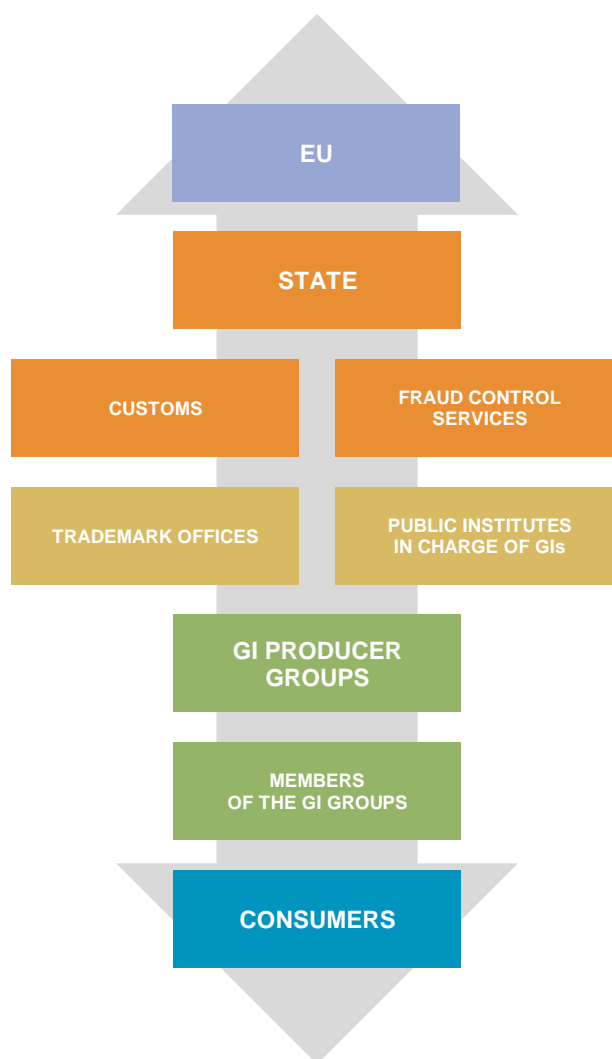 EU
STATE
CUSTOMS
FRAUD CONTROL
SERVICES
TRADEMARK OFFICES
PUBLIC INSTITUTES
IN CHARGE OF GIs
GI PRODUCER
GROUPS
MEMBERS
OF THE GI GROUPS
CONSUMERS